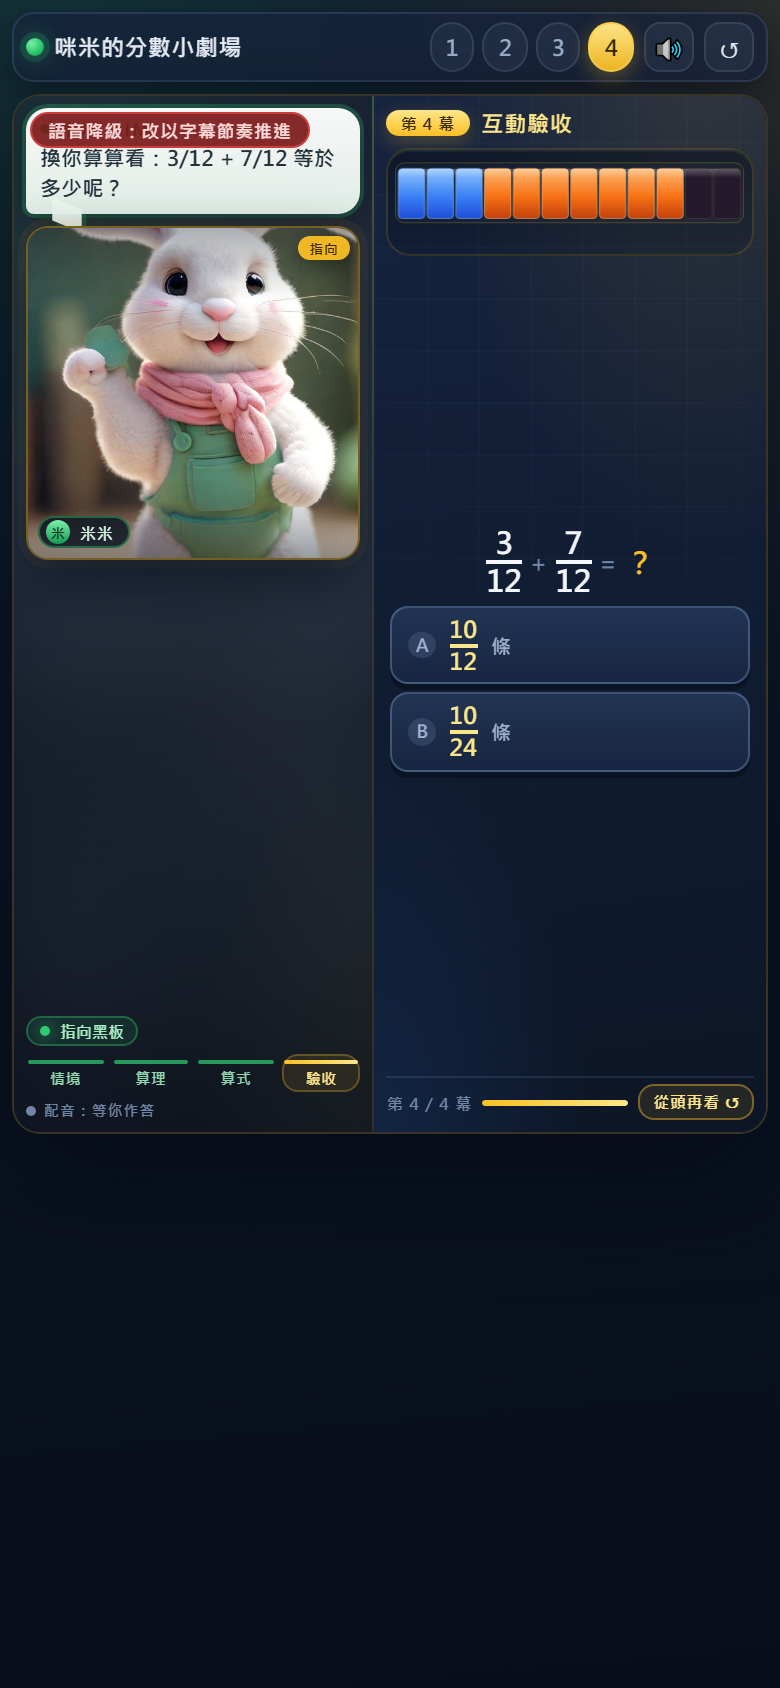 咪米的分數小劇場
1
2
3
4
語音降級：改以字幕節奏推進
換你算算看：3/12 + 7/12 等於
多少呢？
指向
米 米米
第 4 幕 互動驗收
3/12 + 7/12 = ?
A 10/12 條
B 10/24 條
指向黑板
情境
算理
算式
驗收
配音：等你作答
第 4 / 4 幕
從頭再看 ↺